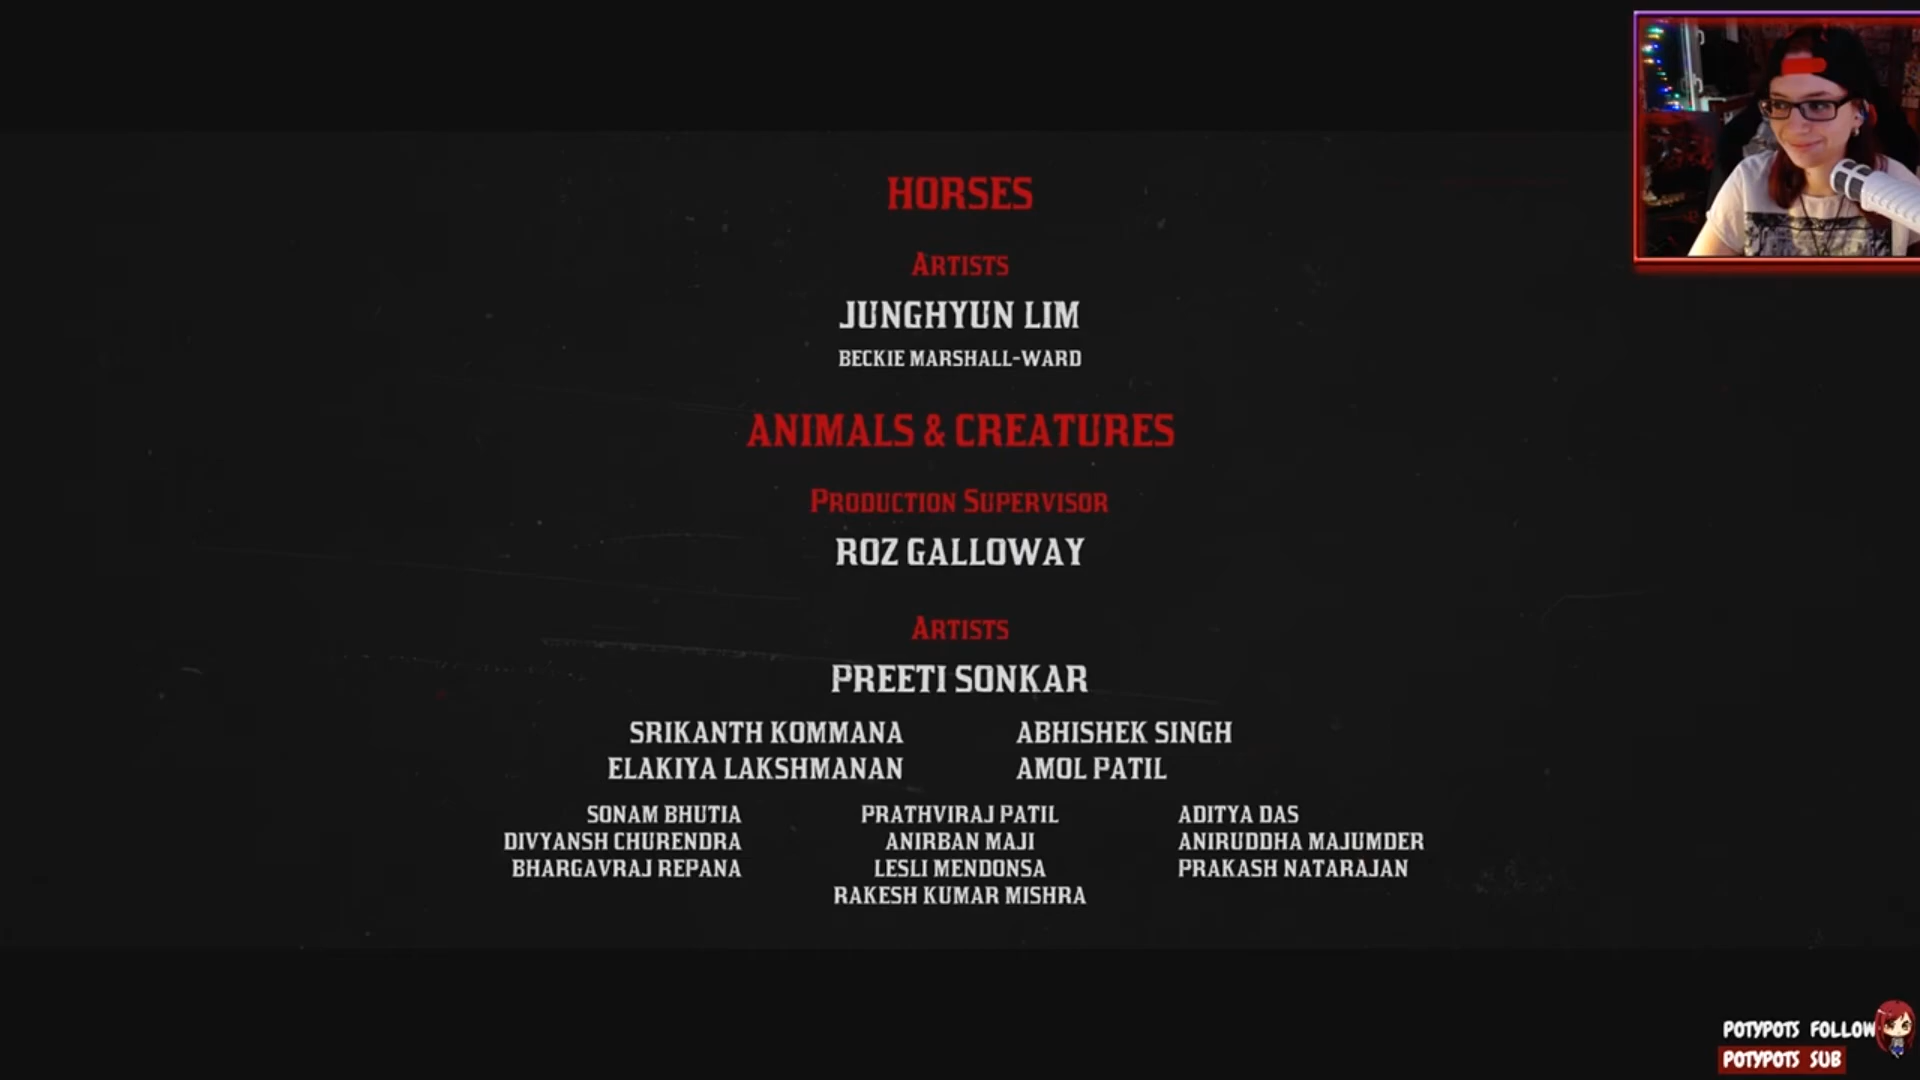 HORSES
ARTISTS
JUNGHYUN LIM
BECKIE MARSHALL-WARD
ANIMALS & CREATURES
PRODUCTION SUPERVISOR
ROZ GALLOWAY
ARTISTS
PREETI SONKAR
SRIKANTH KOMMANA ABHISHEK SINGH
ELAKIYA LAKSHMANAN AMOL PATIL
SONAM BHUTIA PRATHVIRAJ PATIL ADITYA DAS
DIVYANSH CHURENDRA ANIRBAN MAJI ANIRUDDHA MAJUMDER
BHARGAVRAJ REPANA LESLI MENDONSA PRAKASH NATARAJAN
RAKESH KUMAR MISHRA
POTYPOTS FOLLOW
POTYPOTS SUB